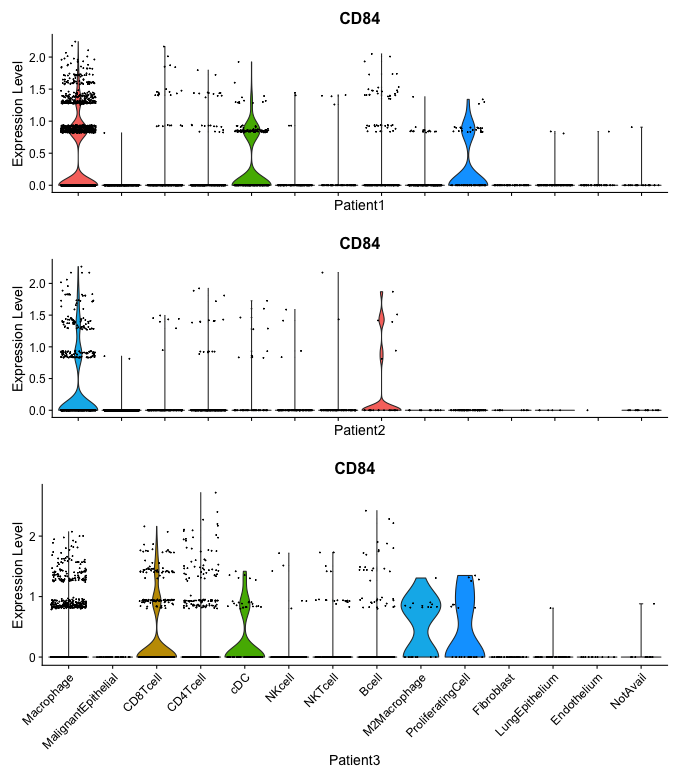 CD84
Expression Level
2.0
1.5
1.0
0.5
0.0
Patient1
CD84
Expression Level
2.0
1.5
1.0
0.5
0.0
Patient2
CD84
Expression Level
2
1
0
Macrophage
MalignantEpithelial
CD8Tcell
CD4Tcell
cDC
NKcell
NKTcell
Bcell
M2Macrophage
ProliferatingCell
Fibroblast
LungEpithelium
Endothelium
NotAvail
Patient3